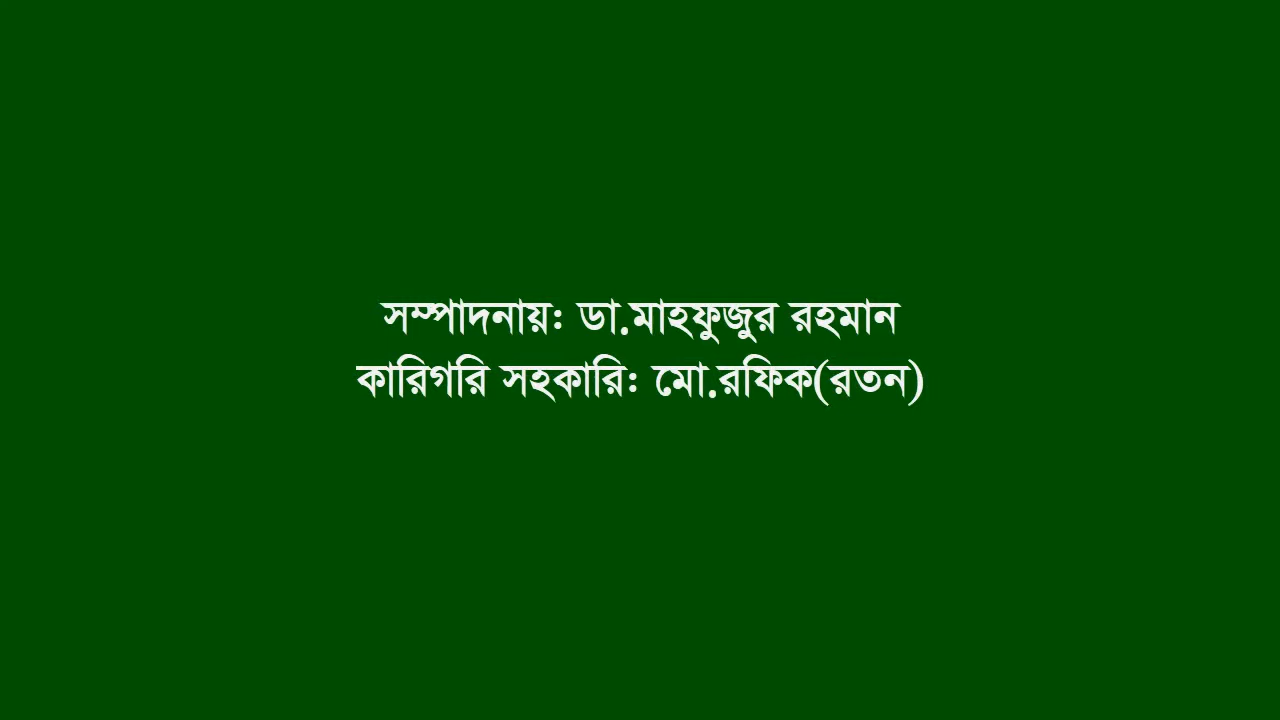 সম্পাদনায়: ডা.মাহফুজুর রহমান
কারিগরি সহকারি: মো.রফিক(রতন)